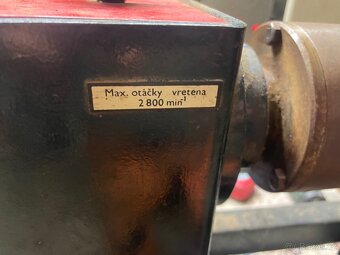 Max. otáčky vretena
2 800 min⁻¹